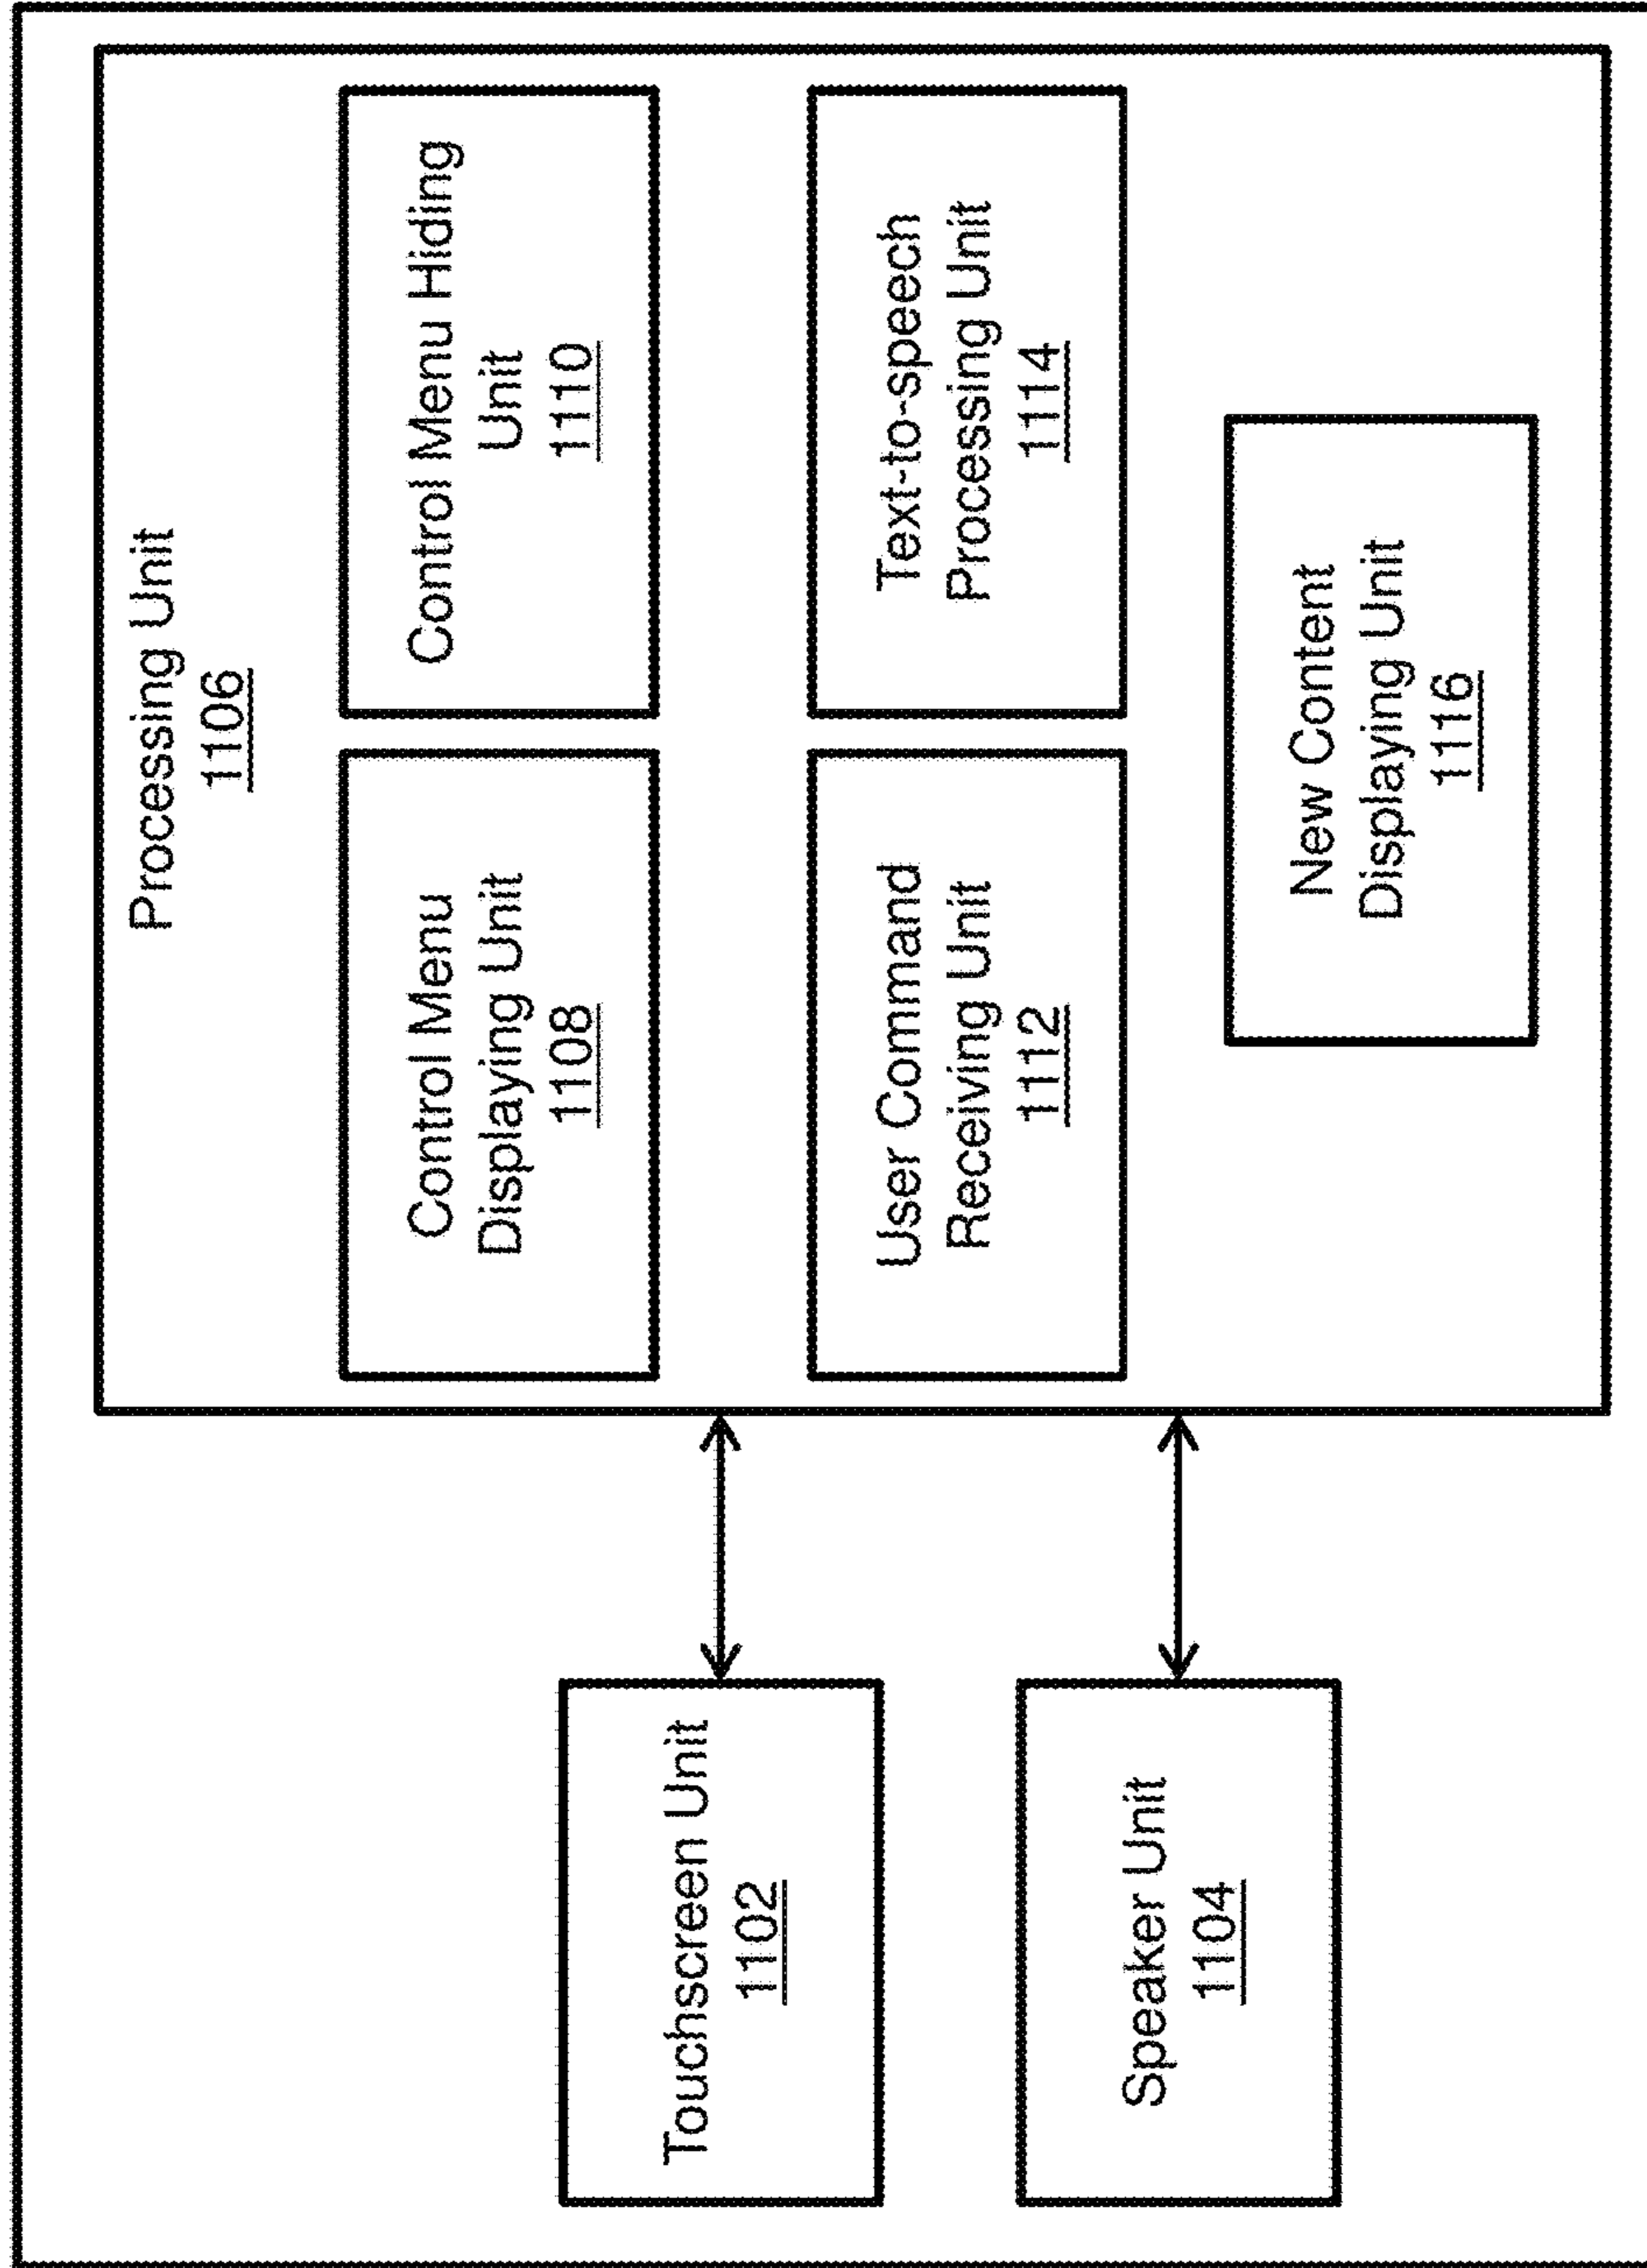 Processing Unit
1106
Control Menu
Displaying Unit
1108
Control Menu Hiding
Unit
1110
Touchscreen Unit
1102
User Command
Receiving Unit
1112
Text-to-speech
Processing Unit
1114
Speaker Unit
1104
New Content
Displaying Unit
1116